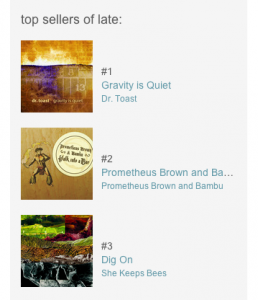 top sellers of late:
dr. toast gravity is quiet
#1
Gravity is Quiet
Dr. Toast
Prometheus Brown
& Bambu
Walk into a Bar
#2
Prometheus Brown and Ba...
Prometheus Brown and Bambu
#3
Dig On
She Keeps Bees